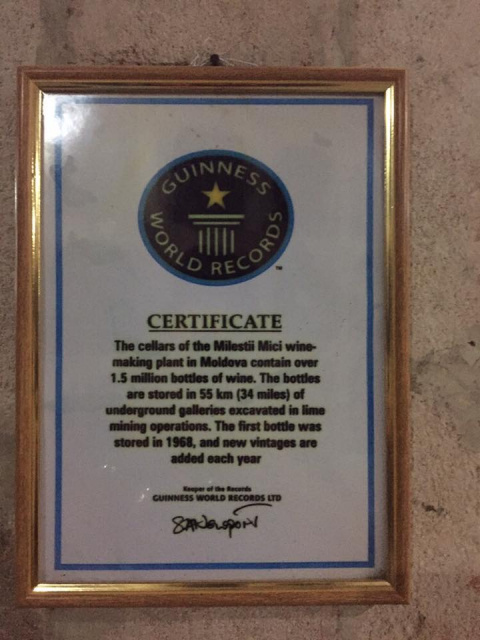 GUINNESS
WORLD RECORDS
™
CERTIFICATE
The cellars of the Milestii Mici wine-
making plant in Moldova contain over
1.5 million bottles of wine. The bottles
are stored in 55 km (34 miles) of
underground galleries excavated in lime
mining operations. The first bottle was
stored in 1968, and new vintages are
added each year
Keeper of the Records
GUINNESS WORLD RECORDS LTD